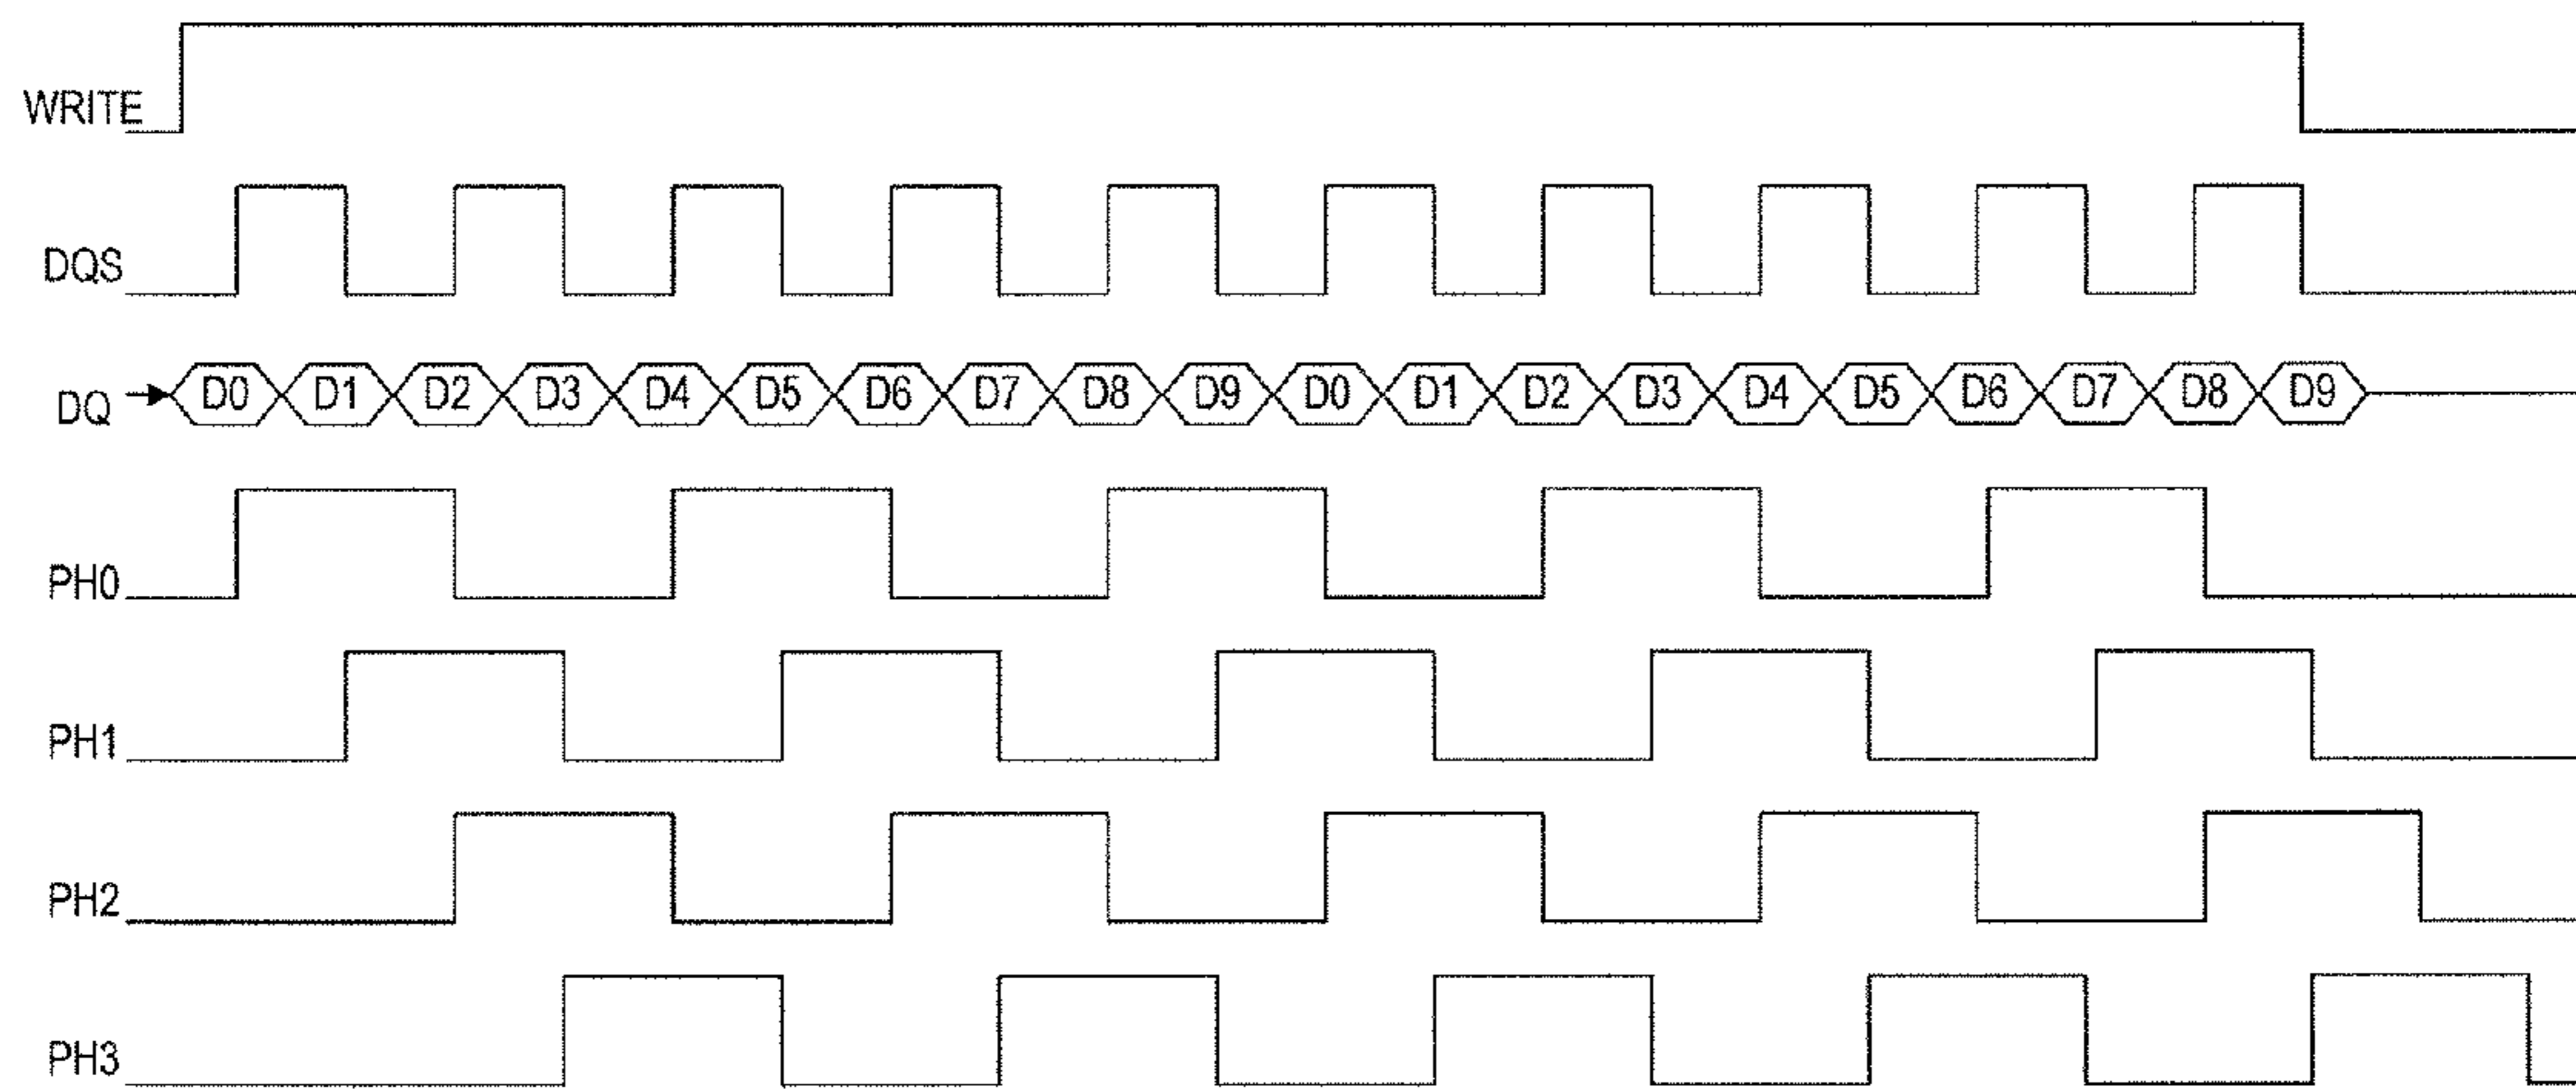 WRITE
DQS
DQ D0 D1 D2 D3 D4 D5 D6 D7 D8 D9 D0 D1 D2 D3 D4 D5 D6 D7 D8 D9
PH0
PH1
PH2
PH3